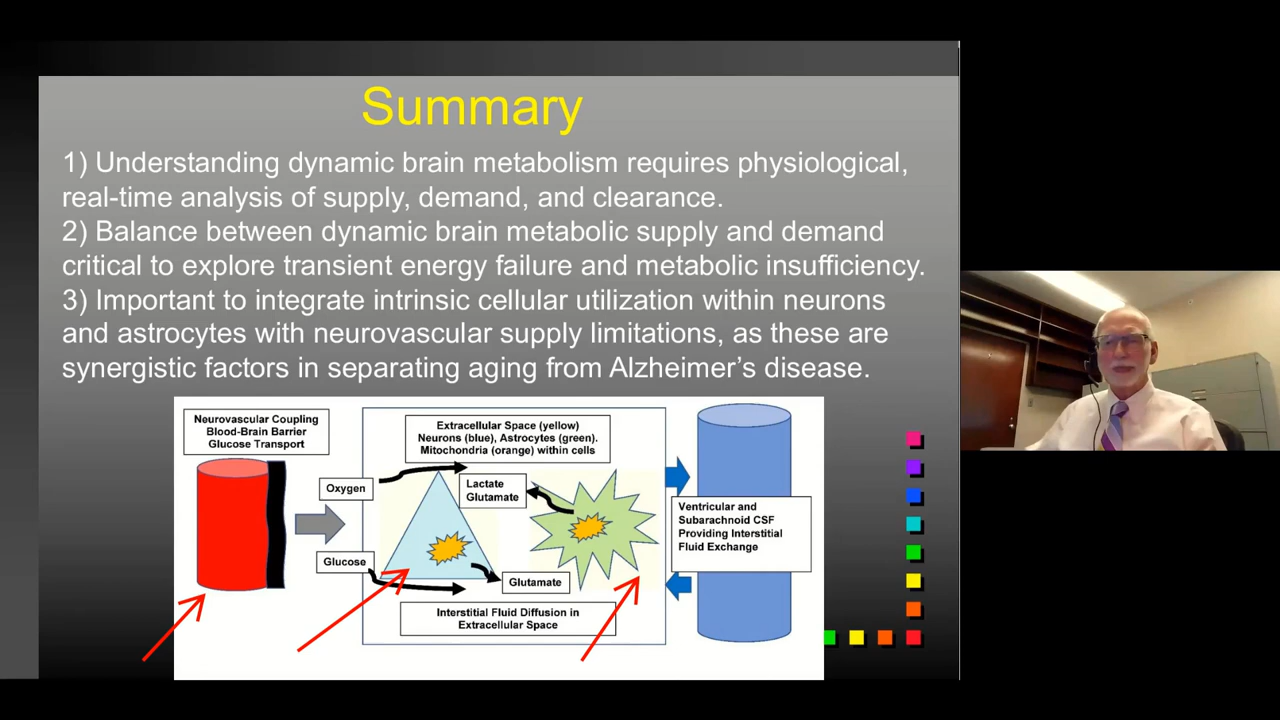 Summary
1) Understanding dynamic brain metabolism requires physiological,
real-time analysis of supply, demand, and clearance.
2) Balance between dynamic brain metabolic supply and demand
critical to explore transient energy failure and metabolic insufficiency.
3) Important to integrate intrinsic cellular utilization within neurons
and astrocytes with neurovascular supply limitations, as these are
synergistic factors in separating aging from Alzheimer's disease.
Neurovascular Coupling
Blood-Brain Barrier
Glucose Transport
Extracellular Space (yellow)
Neurons (blue), Astrocytes (green).
Mitochondria (orange) within cells
Oxygen
Lactate
Glutamate
Glucose
Glutamate
Interstitial Fluid Diffusion in
Extracellular Space
Ventricular and
Subarachnoid CSF
Providing Interstitial
Fluid Exchange